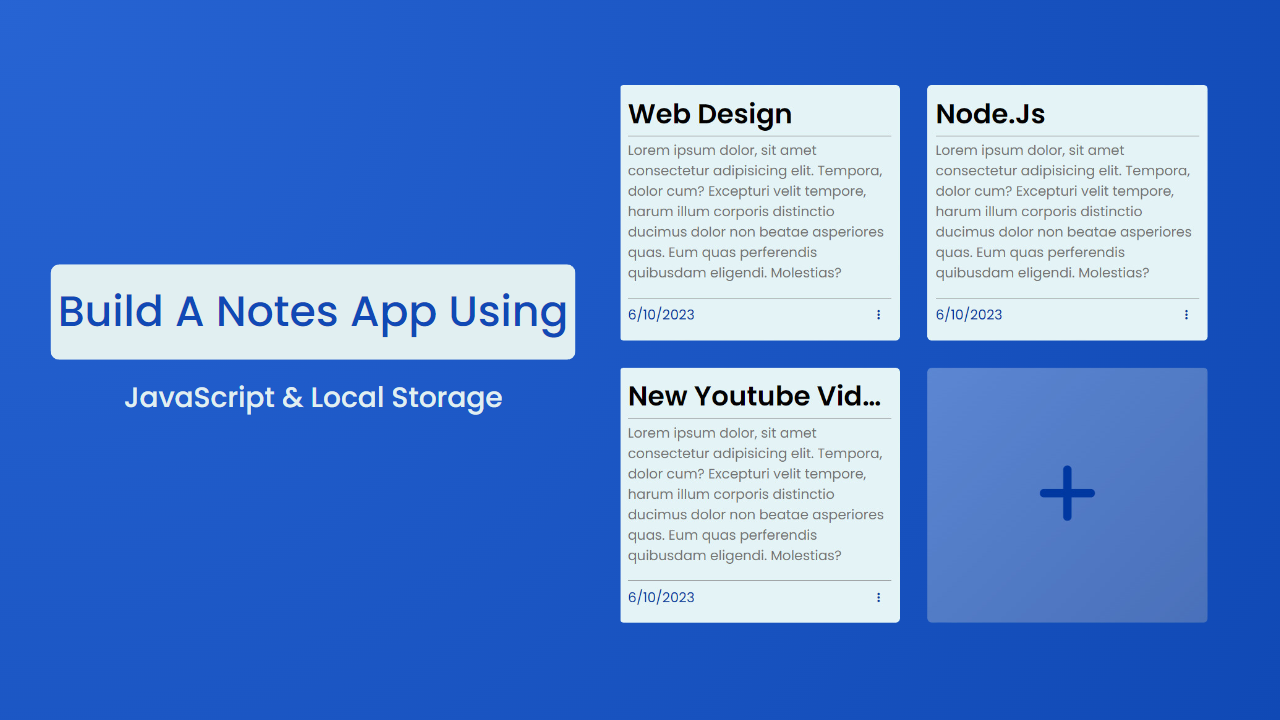 Build A Notes App Using
JavaScript & Local Storage
Web Design
Lorem ipsum dolor, sit amet
consectetur adipisicing elit. Tempora,
dolor cum? Excepturi velit tempore,
harum illum corporis distinctio
ducimus dolor non beatae asperiores
quas. Eum quas perferendis
quibusdam eligendi. Molestias?
6/10/2023
Node.Js
Lorem ipsum dolor, sit amet
consectetur adipisicing elit. Tempora,
dolor cum? Excepturi velit tempore,
harum illum corporis distinctio
ducimus dolor non beatae asperiores
quas. Eum quas perferendis
quibusdam eligendi. Molestias?
6/10/2023
New Youtube Vid...
Lorem ipsum dolor, sit amet
consectetur adipisicing elit. Tempora,
dolor cum? Excepturi velit tempore,
harum illum corporis distinctio
ducimus dolor non beatae asperiores
quas. Eum quas perferendis
quibusdam eligendi. Molestias?
6/10/2023